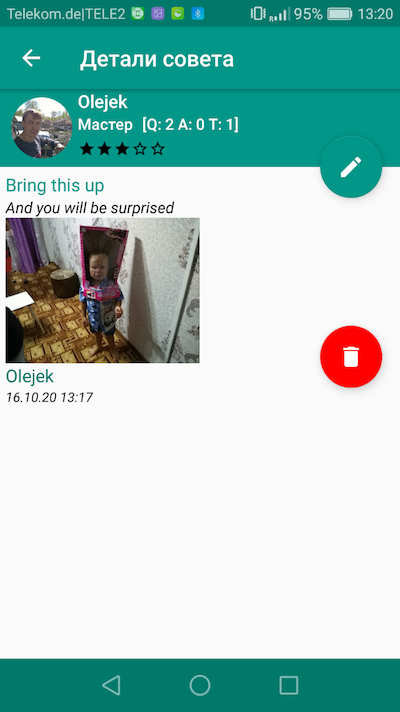 Telekom.de|TELE2 95% 13:20
Детали совета
Olejek
Мастер [Q: 2 A: 0 T: 1]
Bring this up
And you will be surprised
Olejek
16.10.20 13:17